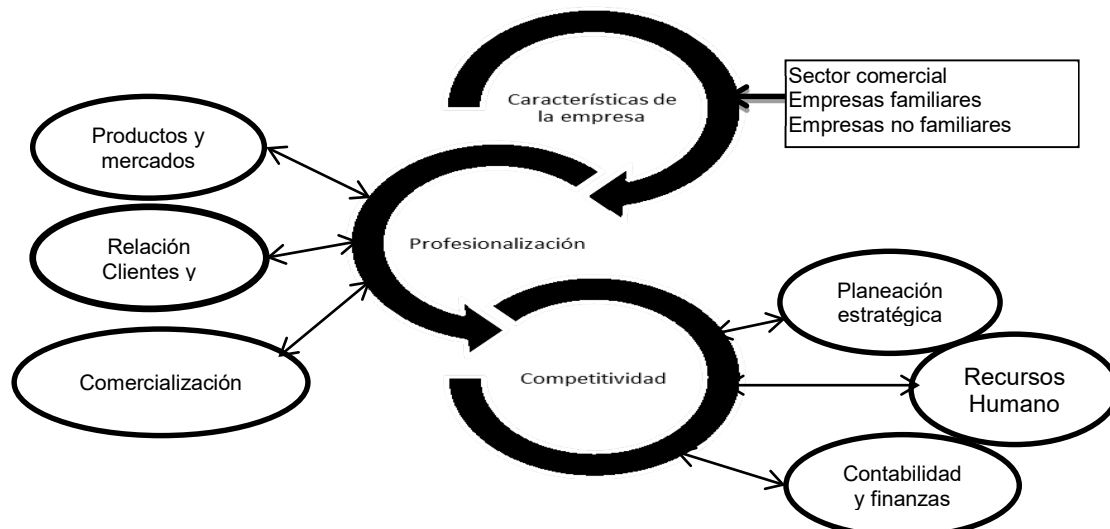 Características de
la empresa
Sector comercial
Empresas familiares
Empresas no familiares
Productos y
mercados
Relación
Clientes y
Comercialización
Profesionalización
Competitividad
Planeación
estratégica
Recursos
Humano
Contabilidad
y finanzas